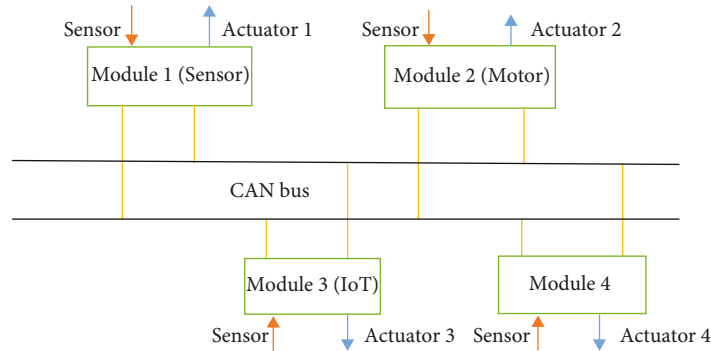 Sensor
Actuator 1
Sensor
Actuator 2
Module 1 (Sensor)
Module 2 (Motor)
CAN bus
Module 3 (IoT)
Module 4
Sensor
Actuator 3
Sensor
Actuator 4